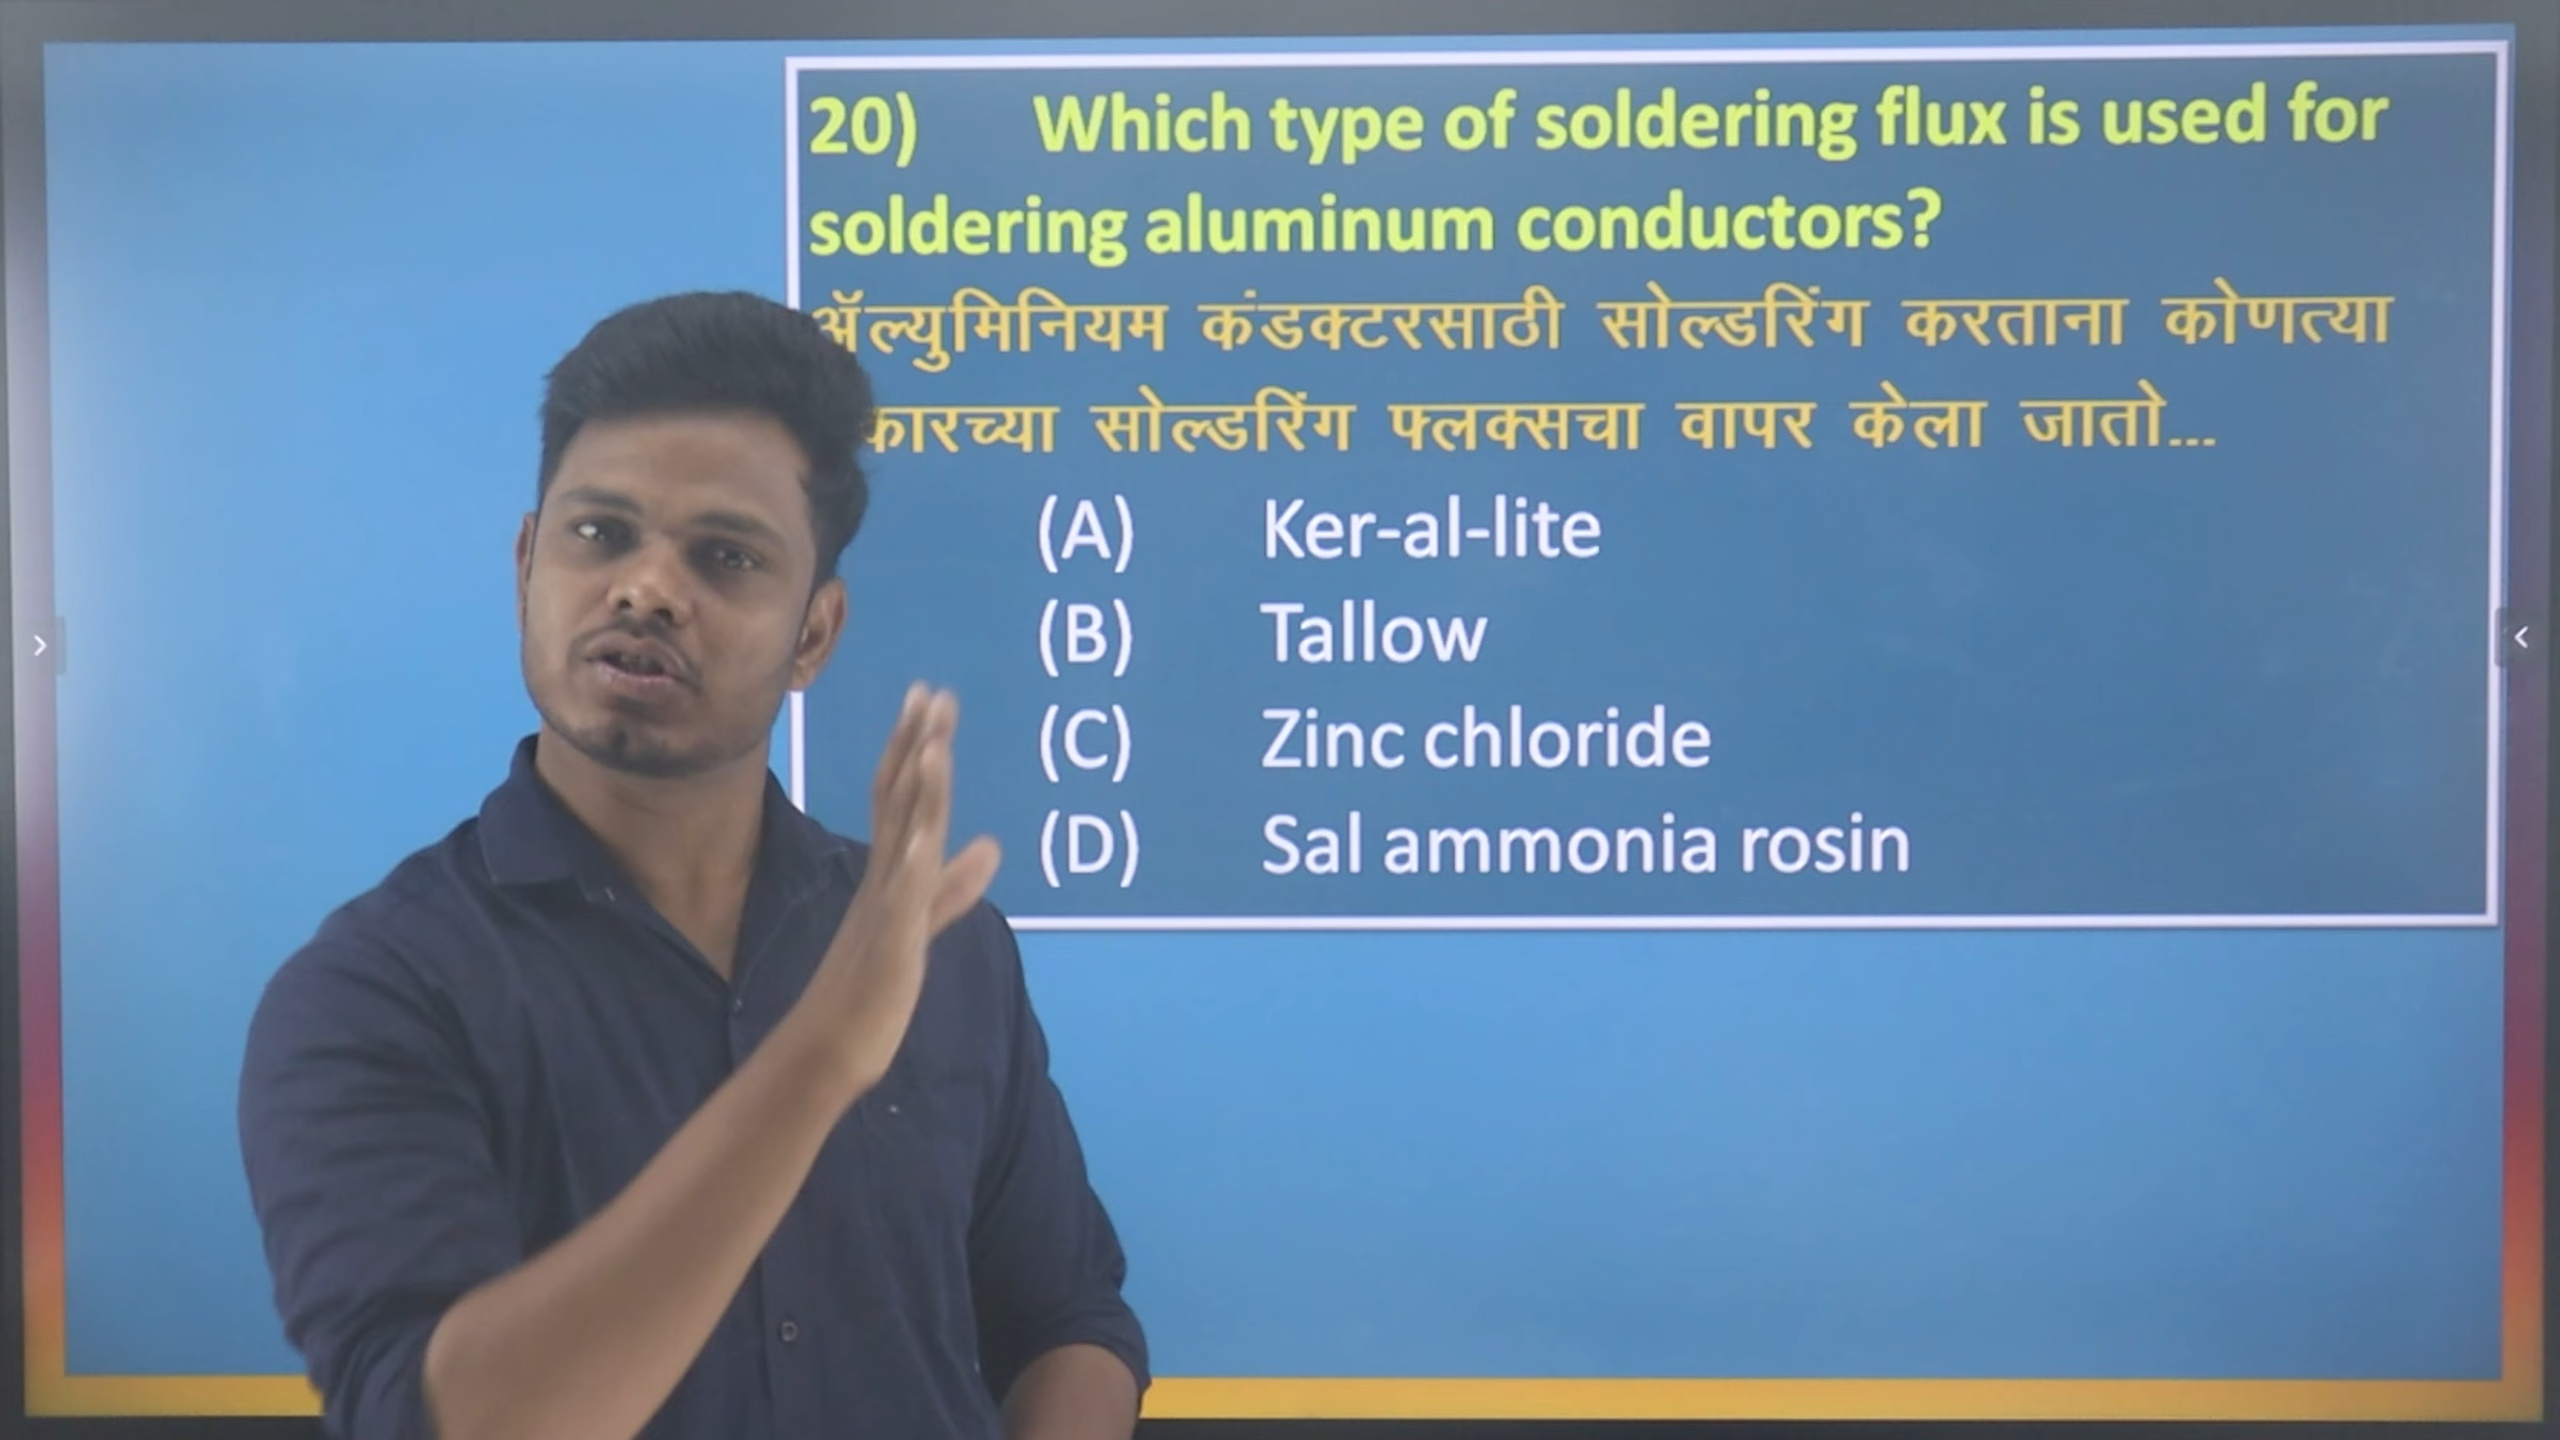 20) Which type of soldering flux is used for
soldering aluminum conductors?
ॲल्युमिनियम कंडक्टरसाठी सोल्डरिंग करताना कोणत्या
सोल्डरिंग फ्लक्सचा वापर केला जातो...
(A) Ker-al-lite
(B) Tallow
(C) Zinc chloride
(D) Sal ammonia rosin